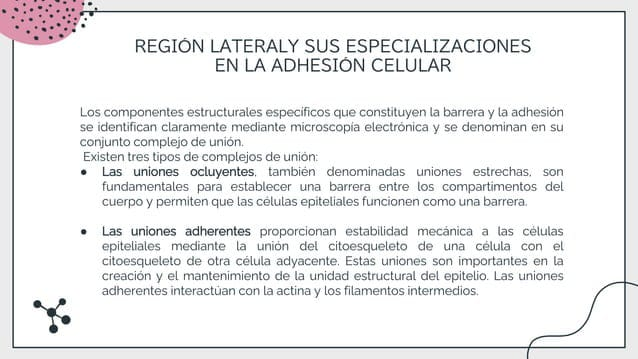 REGIÓN LATERALY SUS ESPECIALIZACIONES
EN LA ADHESIÓN CELULAR
Los componentes estructurales específicos que constituyen la barrera y la adhesión
se identifican claramente mediante microscopía electrónica y se denominan en su
conjunto complejo de unión.
Existen tres tipos de complejos de unión:
● Las uniones ocluyentes, también denominadas uniones estrechas, son
fundamentales para establecer una barrera entre los compartimentos del
cuerpo y permiten que las células epiteliales funcionen como una barrera.
● Las uniones adherentes proporcionan estabilidad mecánica a las células
epiteliales mediante la unión del citoesqueleto de una célula con el
citoesqueleto de otra célula adyacente. Estas uniones son importantes en la
creación y el mantenimiento de la unidad estructural del epitelio. Las uniones
adherentes interactúan con la actina y los filamentos intermedios.